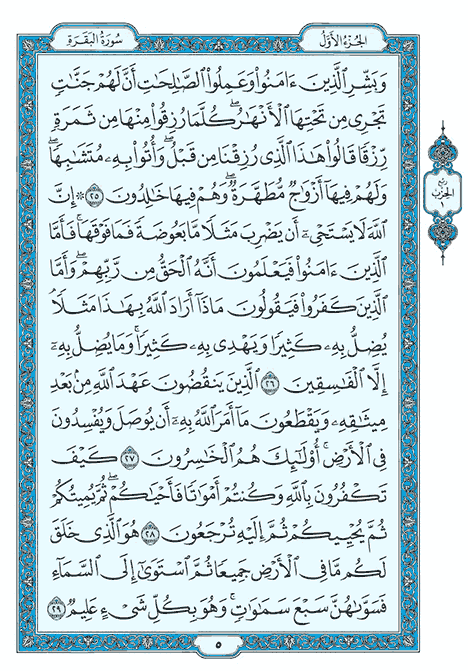 سُورَةُ البَقَرَةِ
الجُزْءُ الأَوَّلُ
وَبَشِّرِ ٱلَّذِينَ ءَامَنُوا۟ وَعَمِلُوا۟ ٱلصَّـٰلِحَـٰتِ أَنَّ لَهُمْ جَنَّـٰتٍ
تَجْرِى مِن تَحْتِهَا ٱلْأَنْهَـٰرُ ۖ كُلَّمَا رُزِقُوا۟ مِنْهَا مِن ثَمَرَةٍ
رِّزْقًا قَالُوا۟ هَـٰذَا ٱلَّذِى رُزِقْنَا مِن قَبْلُ ۖ وَأُتُوا۟ بِهِۦ مُتَشَـٰبِهًا ۖ
وَلَهُمْ فِيهَآ أَزْوَٰجٌ مُّطَهَّرَةٌ ۖ وَهُمْ فِيهَا خَـٰلِدُونَ ٢٥ ۞ إِنَّ
ٱللَّهَ لَا يَسْتَحْىِۦٓ أَن يَضْرِبَ مَثَلًا مَّا بَعُوضَةً فَمَا فَوْقَهَا ۚ فَأَمَّا
ٱلَّذِينَ ءَامَنُوا۟ فَيَعْلَمُونَ أَنَّهُ ٱلْحَقُّ مِن رَّبِّهِمْ ۖ وَأَمَّا
ٱلَّذِينَ كَفَرُوا۟ فَيَقُولُونَ مَاذَآ أَرَادَ ٱللَّهُ بِهَـٰذَا مَثَلًا ۘ
يُضِلُّ بِهِۦ كَثِيرًا وَيَهْدِى بِهِۦ كَثِيرًا ۚ وَمَا يُضِلُّ بِهِۦٓ
إِلَّا ٱلْفَـٰسِقِينَ ٢٦ ٱلَّذِينَ يَنقُضُونَ عَهْدَ ٱللَّهِ مِنۢ بَعْدِ
مِيثَـٰقِهِۦ وَيَقْطَعُونَ مَآ أَمَرَ ٱللَّهُ بِهِۦٓ أَن يُوصَلَ وَيُفْسِدُونَ
فِى ٱلْأَرْضِ ۚ أُو۟لَـٰٓئِكَ هُمُ ٱلْخَـٰسِرُونَ ٢٧ كَيْفَ
تَكْفُرُونَ بِٱللَّهِ وَكُنتُمْ أَمْوَٰتًا فَأَحْيَـٰكُمْ ۖ ثُمَّ يُمِيتُكُمْ
ثُمَّ يُحْيِيكُمْ ثُمَّ إِلَيْهِ تُرْجَعُونَ ٢٨ هُوَ ٱلَّذِى خَلَقَ
لَكُم مَّا فِى ٱلْأَرْضِ جَمِيعًا ثُمَّ ٱسْتَوَىٰٓ إِلَى ٱلسَّمَآءِ
فَسَوَّىٰهُنَّ سَبْعَ سَمَـٰوَٰتٍ ۚ وَهُوَ بِكُلِّ شَىْءٍ عَلِيمٌ ٢٩
ربع
الحزب
١
٥